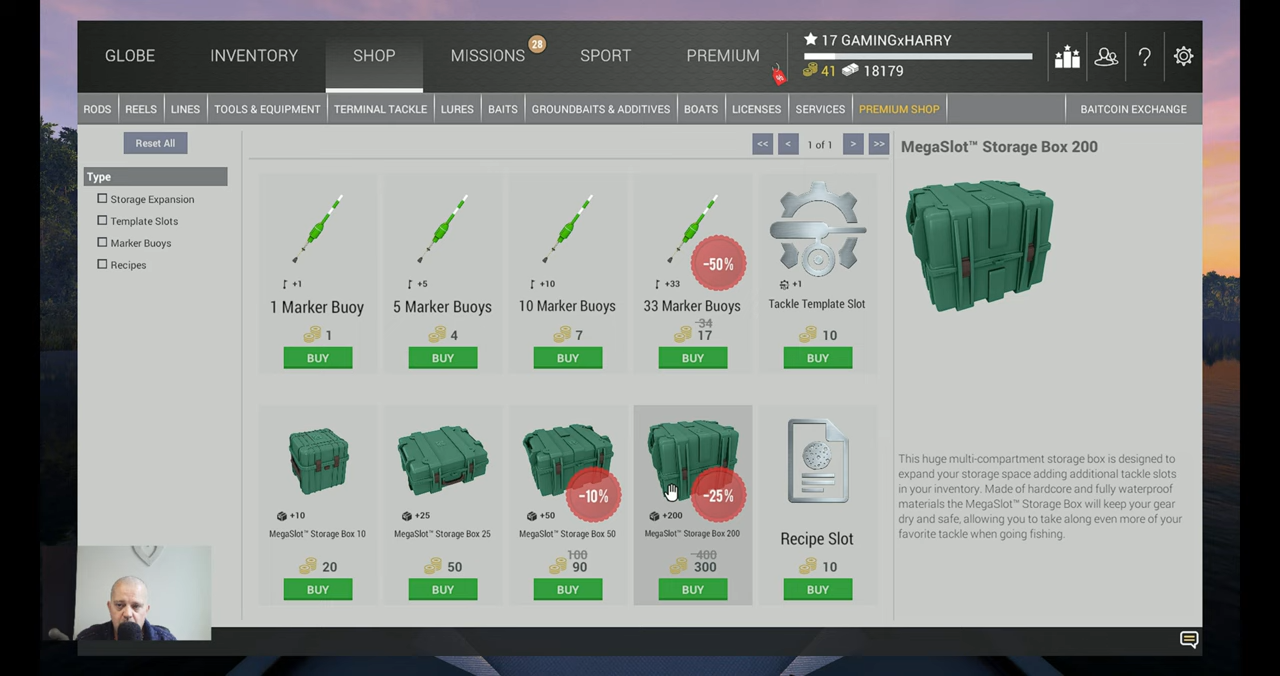 GLOBE
INVENTORY
SHOP
MISSIONS
28
SPORT
PREMIUM
17 GAMINGxHARRY
41 18179
?
RODS
REELS
LINES
TOOLS & EQUIPMENT
TERMINAL TACKLE
LURES
BAITS
GROUNDBAITS & ADDITIVES
BOATS
LICENSES
SERVICES
PREMIUM SHOP
BAITCOIN EXCHANGE
Reset All
Type
Storage Expansion
Template Slots
Marker Buoys
Recipes
<< < 1 of 1 > >>
+1
1 Marker Buoy
1
BUY
+5
5 Marker Buoys
4
BUY
+10
10 Marker Buoys
7
BUY
-50%
+33
33 Marker Buoys
34
17
BUY
+1
Tackle Template Slot
10
BUY
+10
MegaSlot™ Storage Box 10
20
BUY
+25
MegaSlot™ Storage Box 25
50
BUY
-10%
+50
MegaSlot™ Storage Box 50
100
90
BUY
-25%
+200
MegaSlot™ Storage Box 200
400
300
BUY
Recipe Slot
10
BUY
MegaSlot™ Storage Box 200
This huge multi-compartment storage box is designed to
expand your storage space adding additional tackle slots
in your inventory. Made of hardcore and fully waterproof
materials the MegaSlot Storage Box will keep your gear
dry and safe, allowing you to take along even more of your
favorite tackle when going fishing.